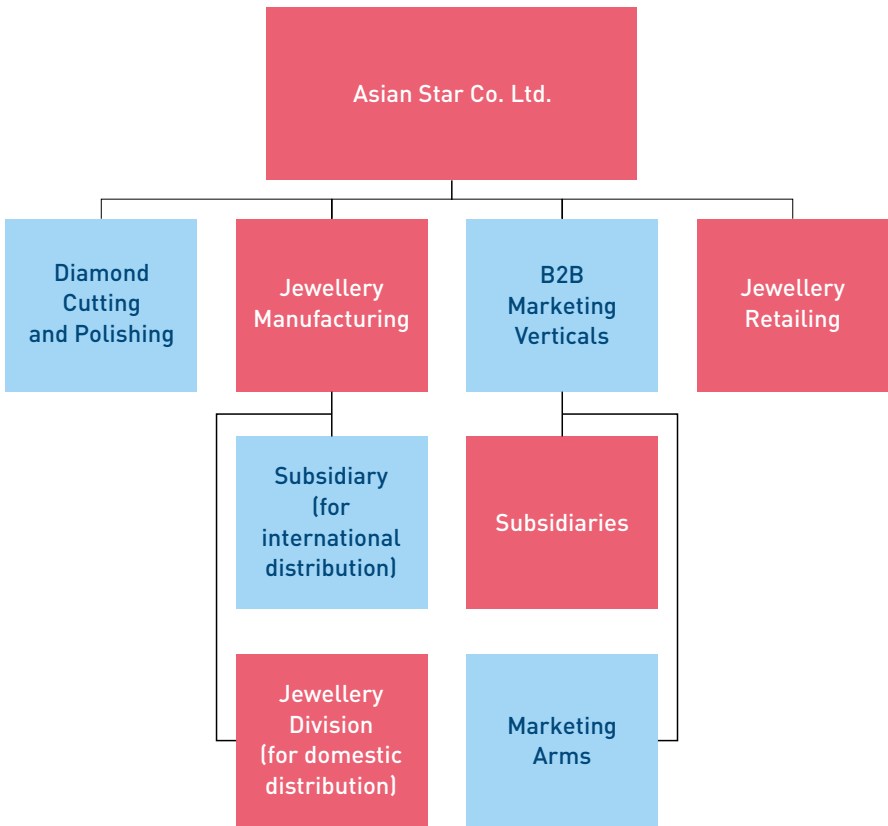 Asian Star Co. Ltd.
Diamond
Cutting
and Polishing
Jewellery
Manufacturing
B2B
Marketing
Verticals
Jewellery
Retailing
Subsidiary
(for
international
distribution)
Subsidiaries
Jewellery
Division
(for domestic
distribution)
Marketing
Arms